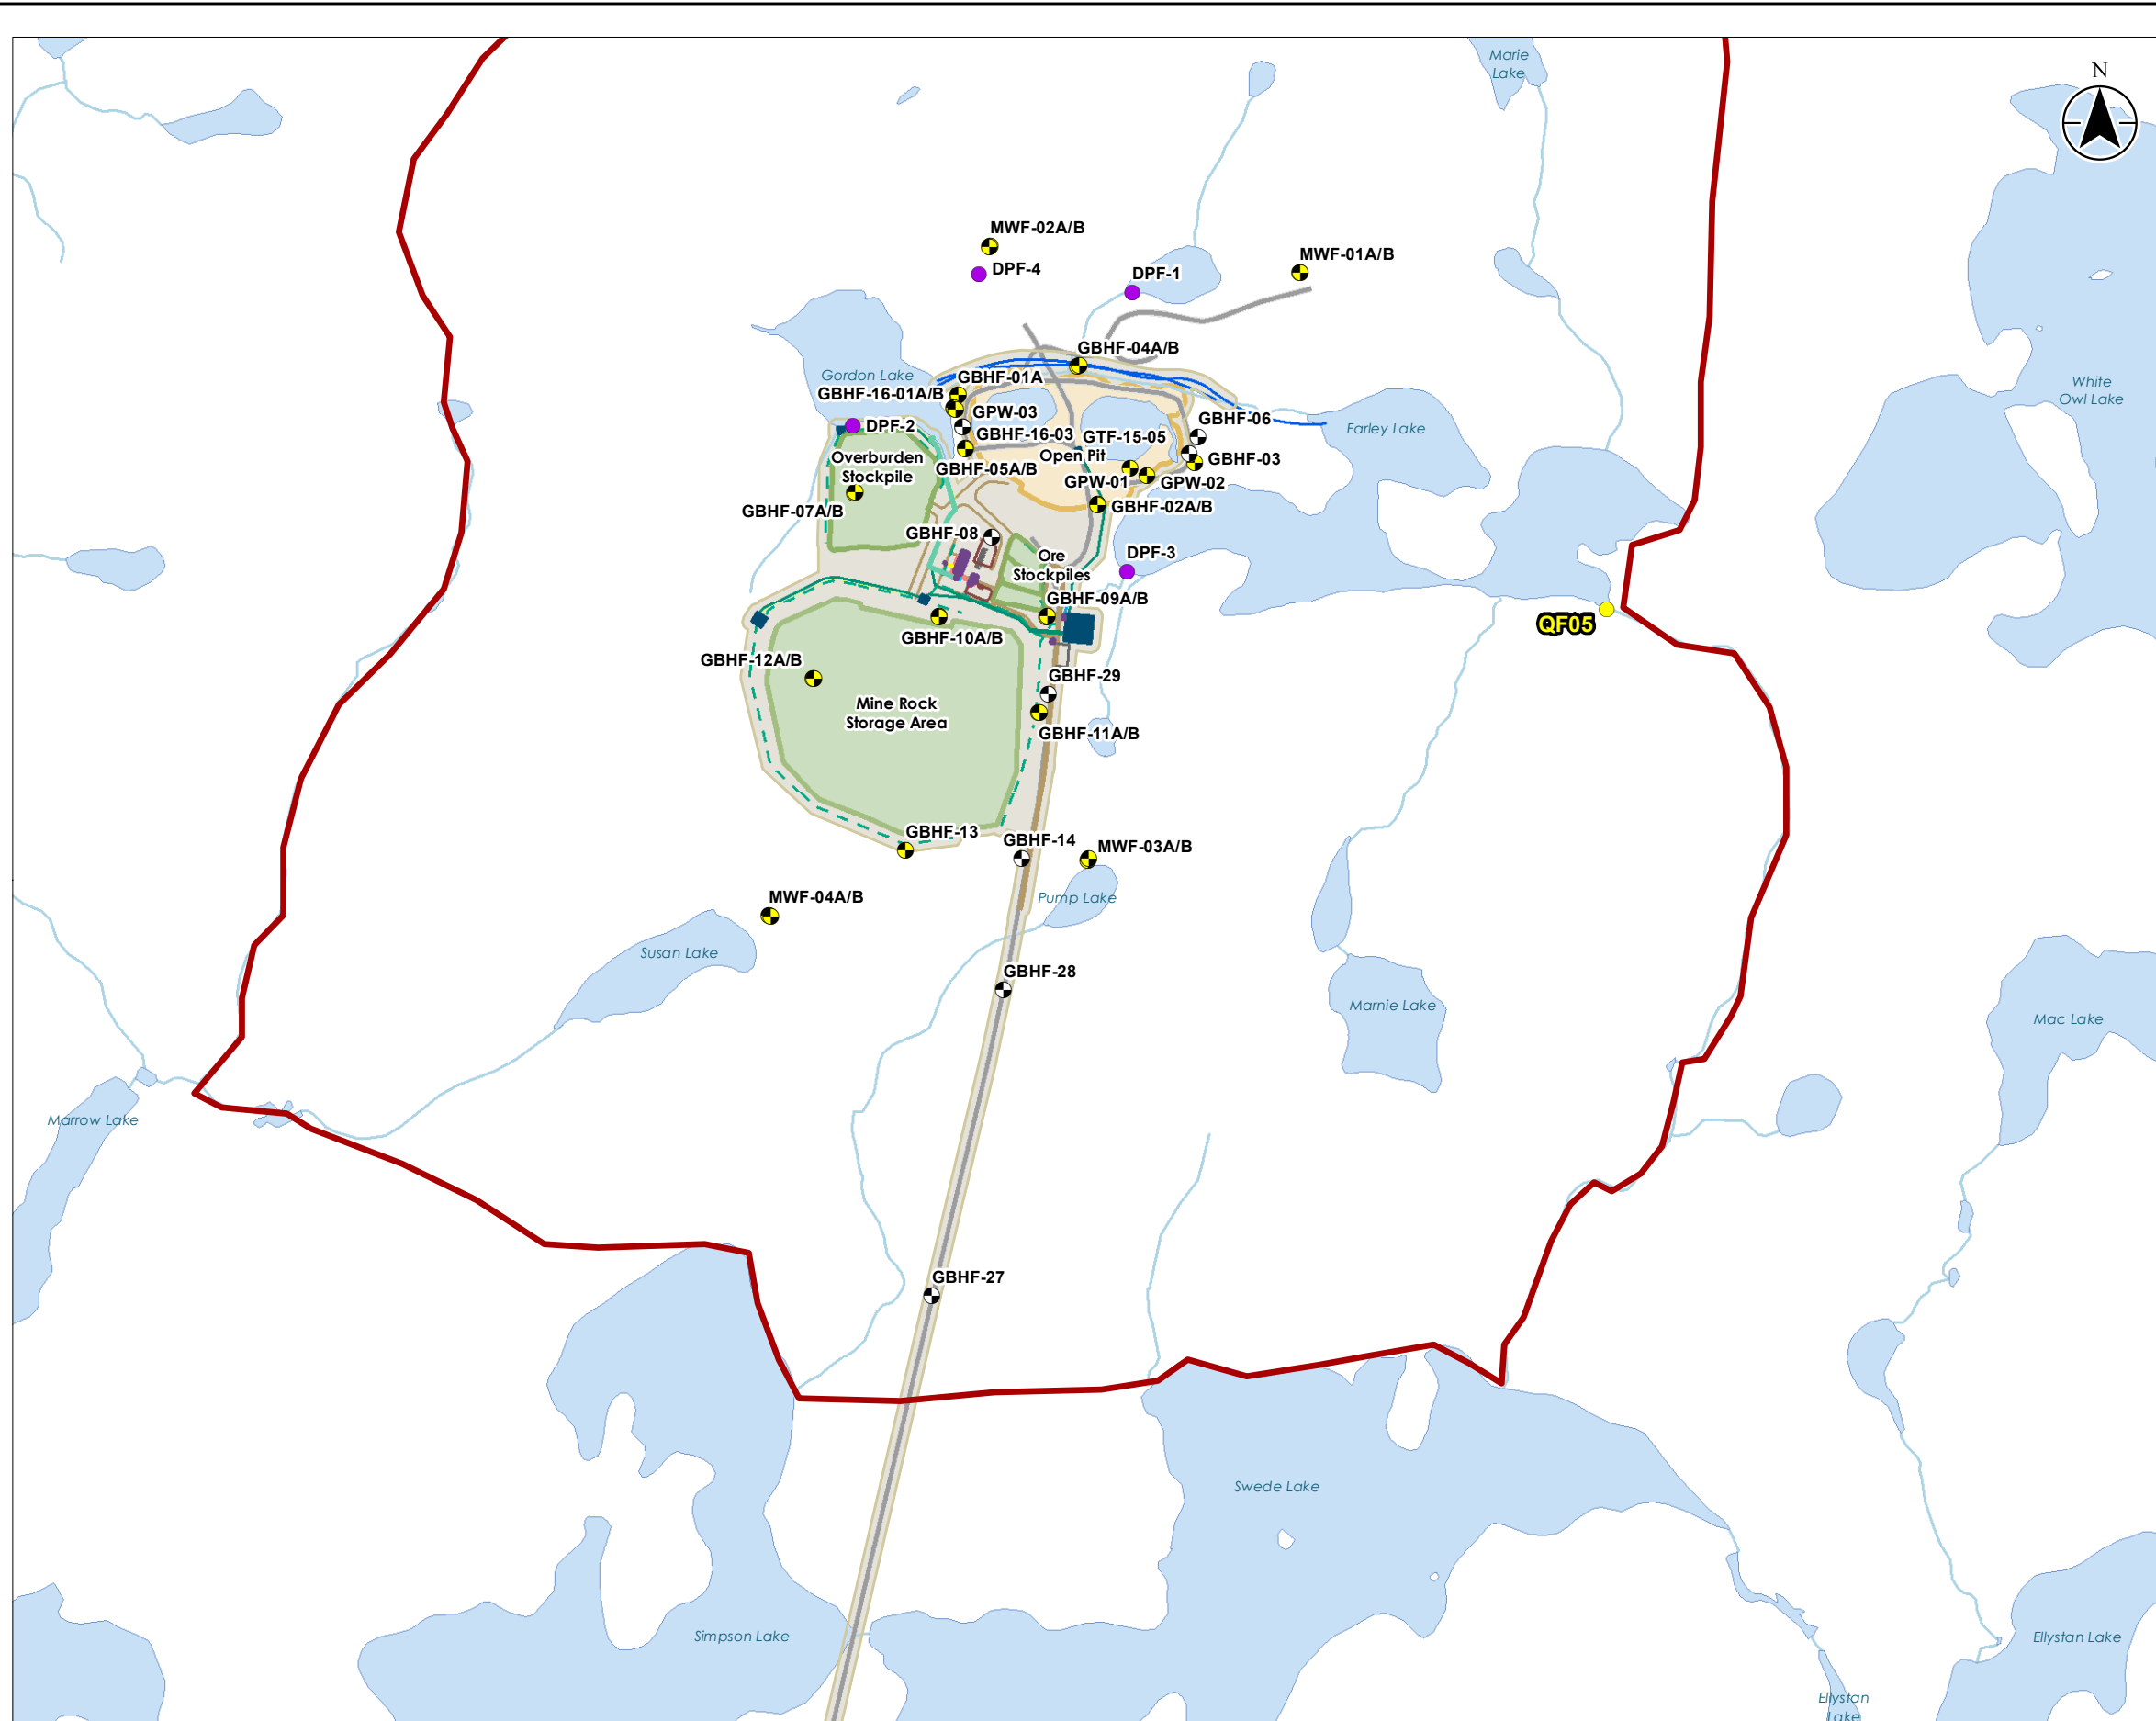 Marie
Lake
N
MWF-02A/B
DPF-4
DPF-1
MWF-01A/B
GBHF-04A/B
Gordon Lake
GBHF-01A
GBHF-16-01A/B
GPW-03
GBHF-06
White
Owl Lake
DPF-2
GBHF-16-03
GTF-15-05
Farley Lake
Overburden
Stockpile
Open Pit
GBHF-03
GBHF-05A/B
GPW-01
GPW-02
GBHF-07A/B
GBHF-02A/B
GBHF-08
Ore
Stockpiles
DPF-3
GBHF-09A/B
QF05
GBHF-10A/B
GBHF-12A/B
GBHF-29
Mine Rock
Storage Area
GBHF-11A/B
GBHF-13
GBHF-14
MWF-03A/B
MWF-04A/B
Pump Lake
Susan Lake
GBHF-28
Marnie Lake
Mac Lake
Marrow Lake
GBHF-27
Swede Lake
Simpson Lake
Ellystan Lake
Ellystan
Lake